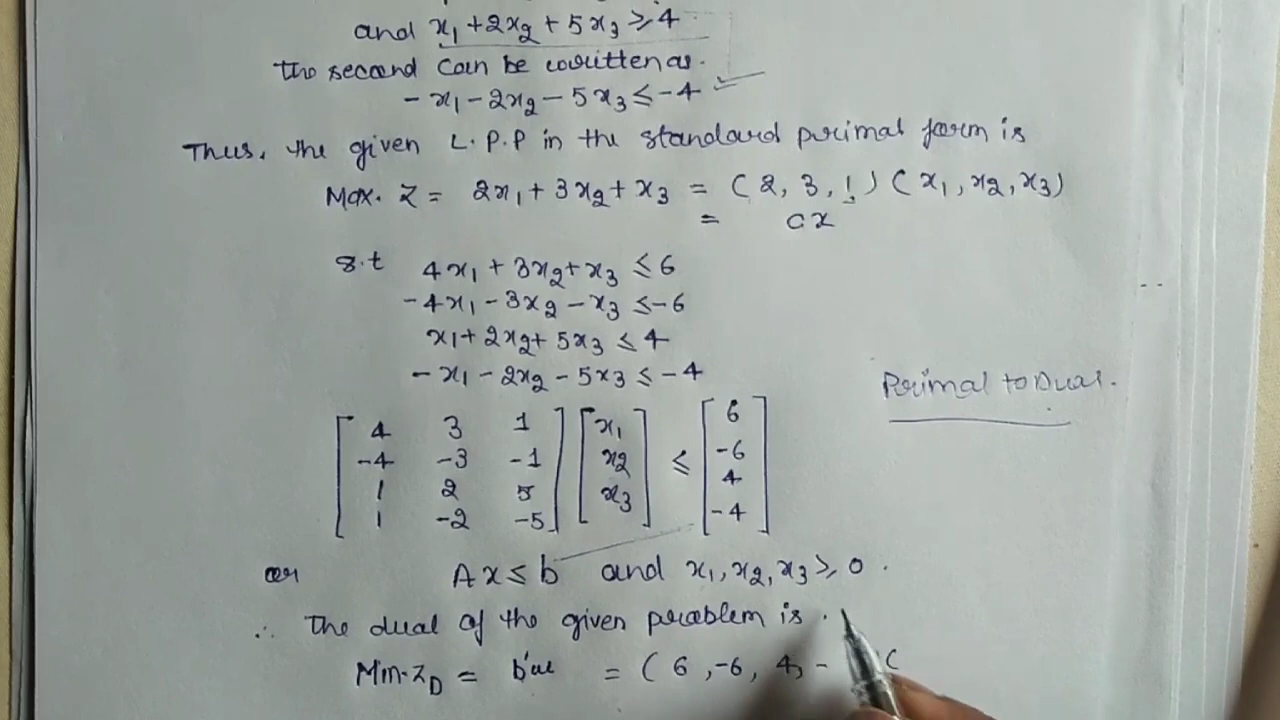 and x₁ + 2x₂ + 5x₃ ≥ 4
The second can be written as.
- x₁ - 2x₂ - 5x₃ ≤ -4
Thus, the given L.P.P in the standard primal form is
Max. Z = 2x₁ + 3x₂ + x₃ = (2, 3, 1) (x₁, x₂, x₃)
= cx
s.t 4x₁ + 3x₂ + x₃ ≤ 6
-4x₁ - 3x₂ - x₃ ≤ -6
x₁ + 2x₂ + 5x₃ ≤ 4
- x₁ - 2x₂ - 5x₃ ≤ -4
Primal to Dual.
[4 3 1] [x₁] [6]
[-4 -3 -1] [x₂] ≤ [-6]
[1 2 5] [x₃] [4]
[1 -2 -5] [-4]
or Ax ≤ b and x₁, x₂, x₃ ≥ 0.
∴ The dual of the given problem is.
Min. Z_D = b'w = (6, -6, 4, - (